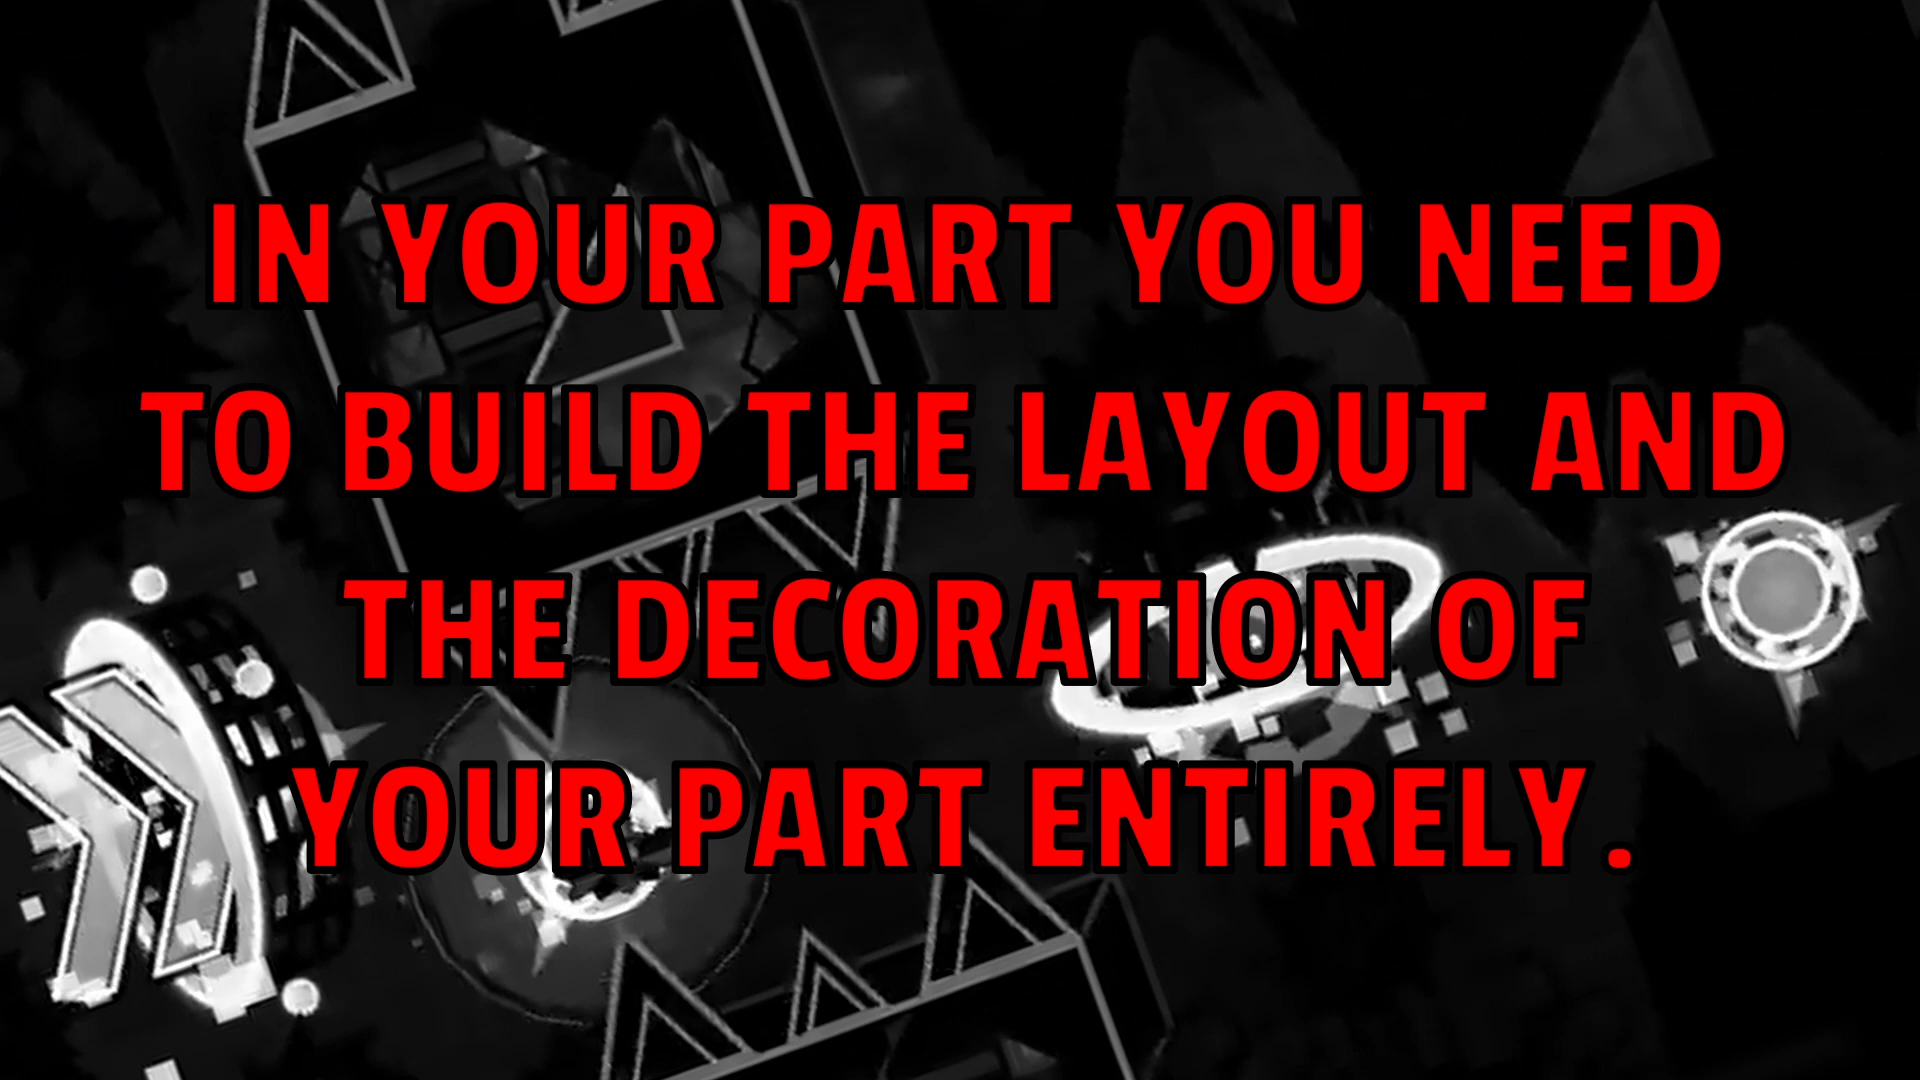 IN YOUR PART YOU NEED
TO BUILD THE LAYOUT AND
THE DECORATION OF
YOUR PART ENTIRELY.